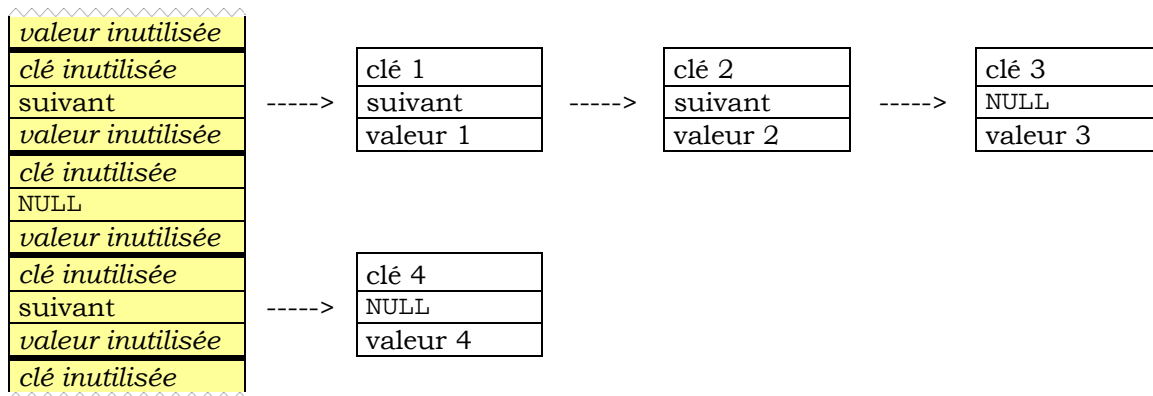 valeur inutilisée
clé inutilisée clé 1 clé 2 clé 3
suivant -----> suivant -----> suivant -----> NULL
valeur inutilisée valeur 1 valeur 2 valeur 3
clé inutilisée
NULL
valeur inutilisée
clé inutilisée clé 4
suivant -----> NULL
valeur inutilisée valeur 4
clé inutilisée